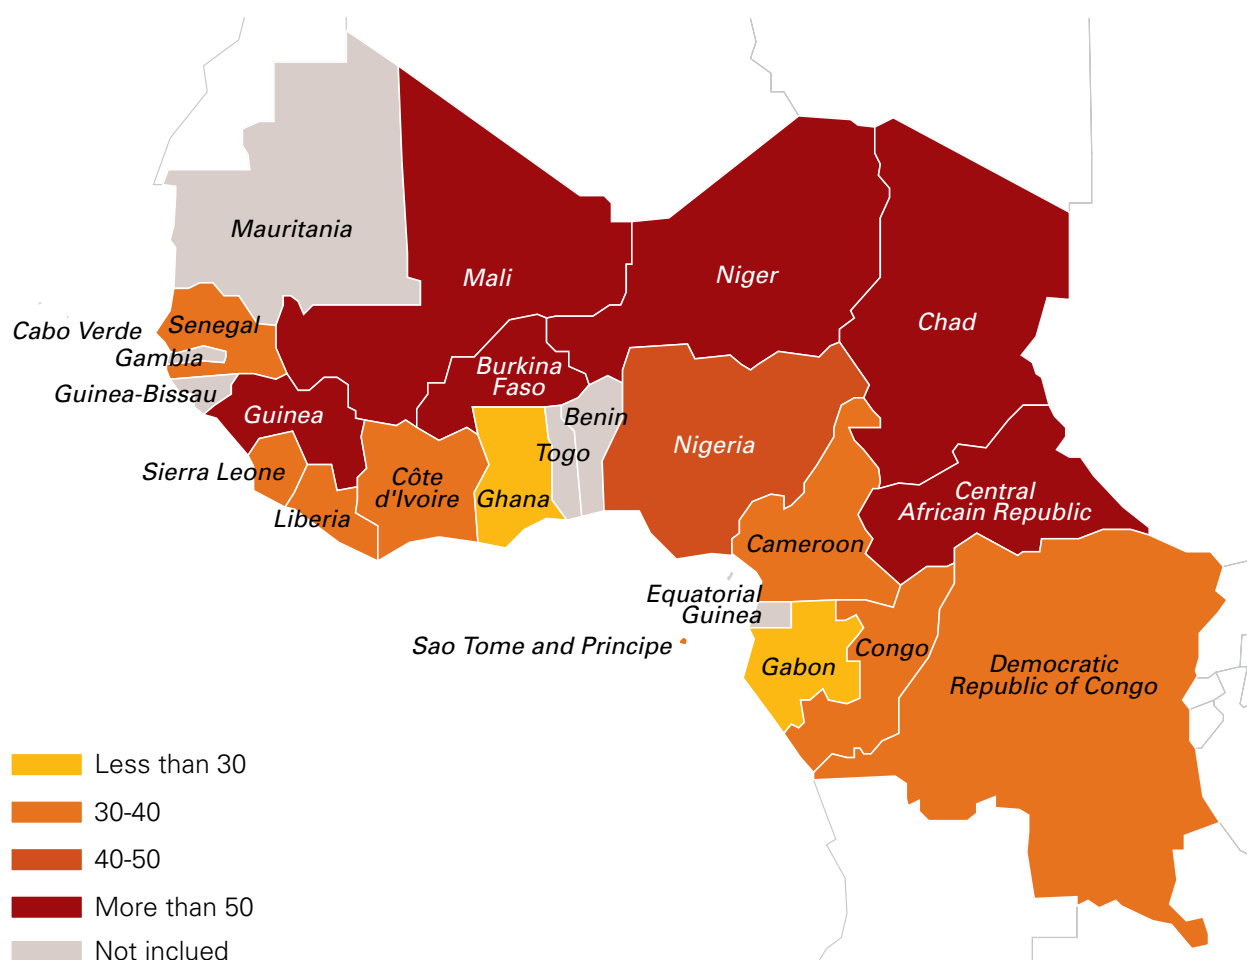 Mauritania
Mali
Niger
Chad
Cabo Verde
Senegal
Gambia
Guinea-Bissau
Guinea
Burkina
Faso
Benin
Togo
Nigeria
Sierra Leone
Côte
d'Ivoire
Ghana
Liberia
Central
Africain Republic
Cameroon
Equatorial
Guinea
Sao Tome and Principe
Gabon
Congo
Democratic
Republic of Congo
Less than 30
30-40
40-50
More than 50
Not inclued